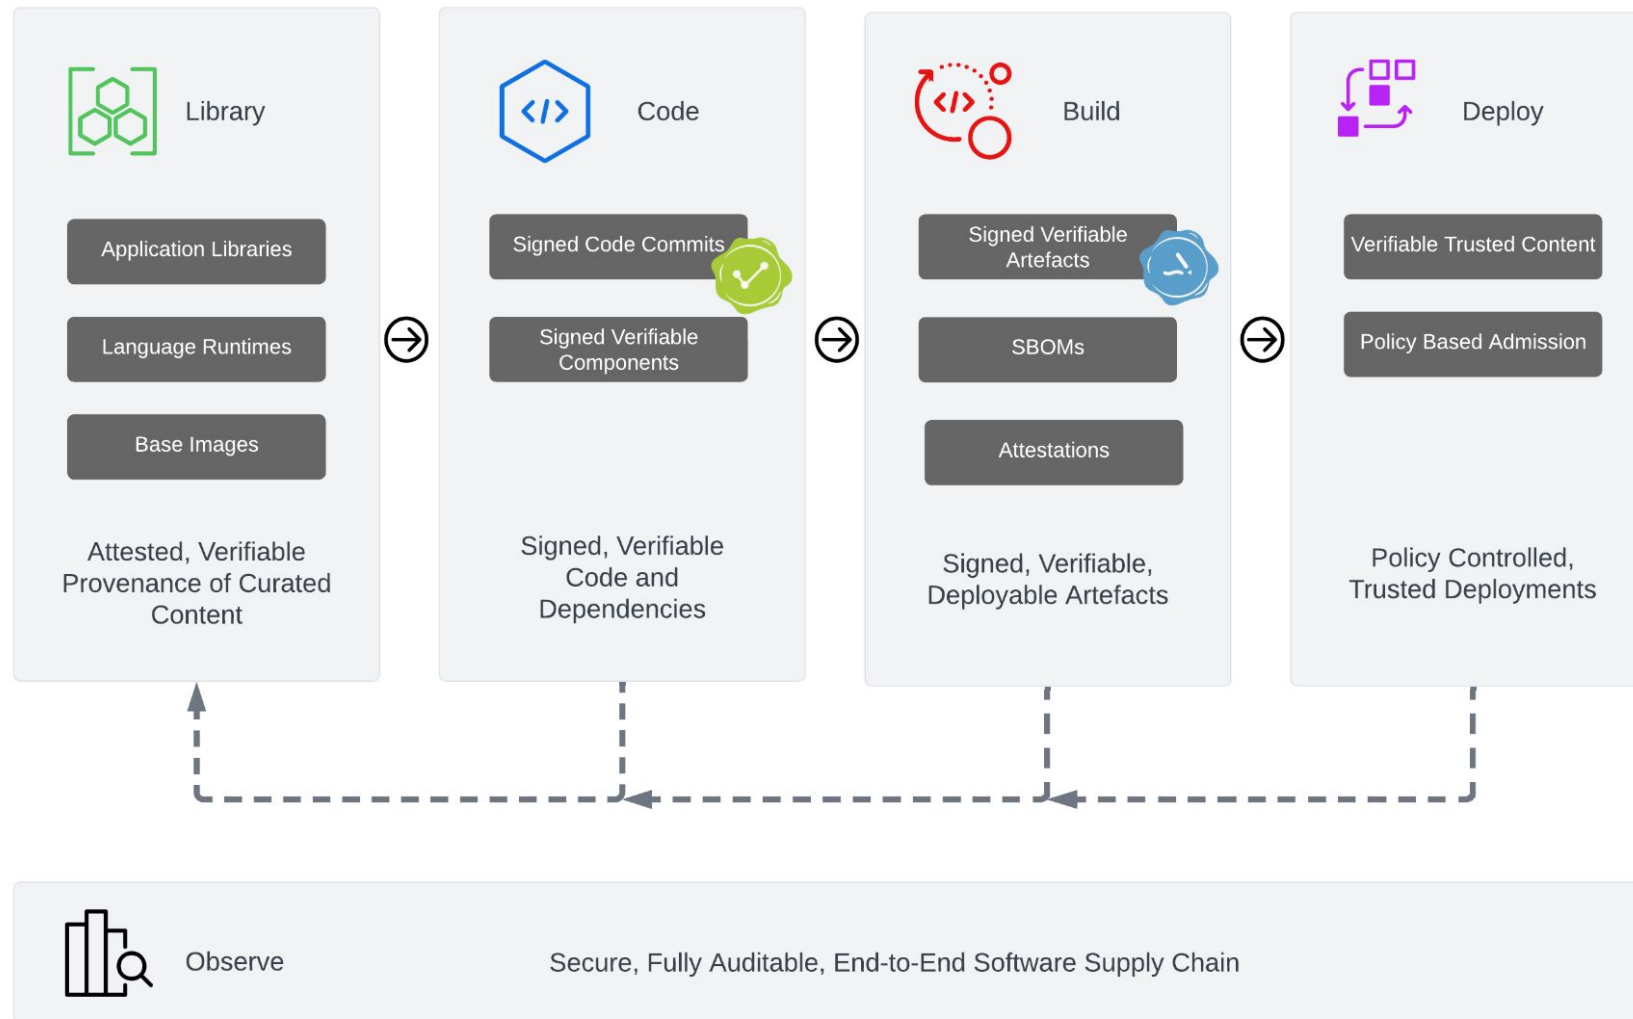 Library
Application Libraries
Language Runtimes
Base Images
Attested, Verifiable
Provenance of Curated
Content
Code
Signed Code Commits
Signed Verifiable
Components
Signed, Verifiable
Code and
Dependencies
Build
Signed Verifiable
Artefacts
SBOMs
Attestations
Signed, Verifiable,
Deployable Artefacts
Deploy
Verifiable Trusted Content
Policy Based Admission
Policy Controlled,
Trusted Deployments
Observe
Secure, Fully Auditable, End-to-End Software Supply Chain